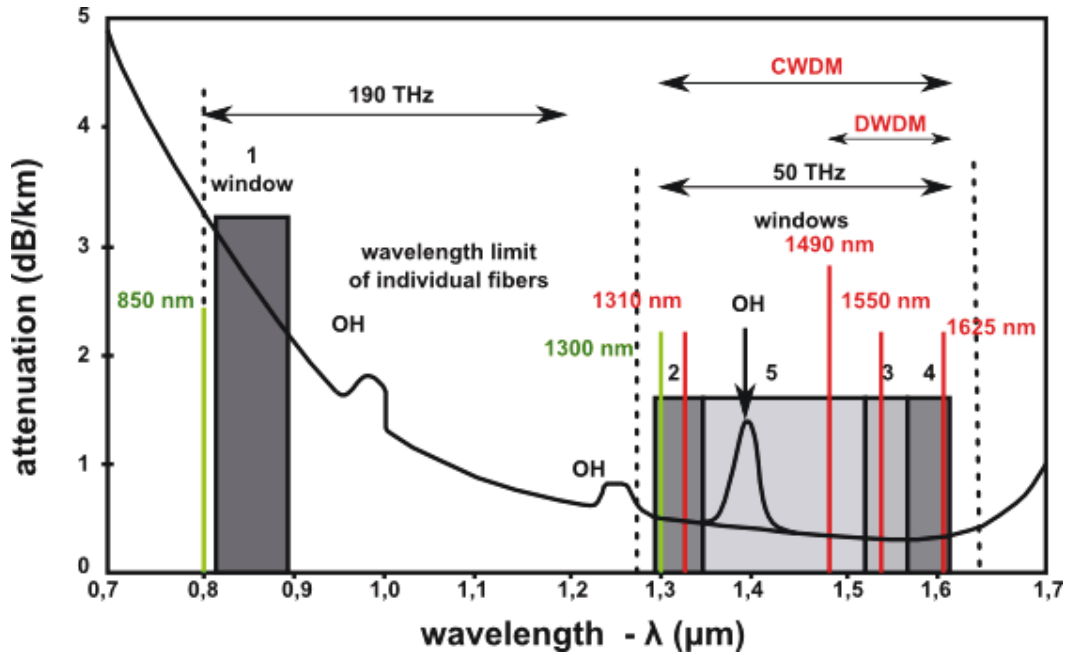 5
4
3
2
1
0
attenuation (dB/km)
190 THz
1
window
850 nm
wavelength limit
of individual fibers
OH
OH
CWDM
DWDM
50 THz
windows
1490 nm
1310 nm
OH
1550 nm
1625 nm
1300 nm
2
5
3
4
0,7
0,8
0,9
1,0
1,1
1,2
1,3
1,4
1,5
1,6
1,7
wavelength - λ (µm)